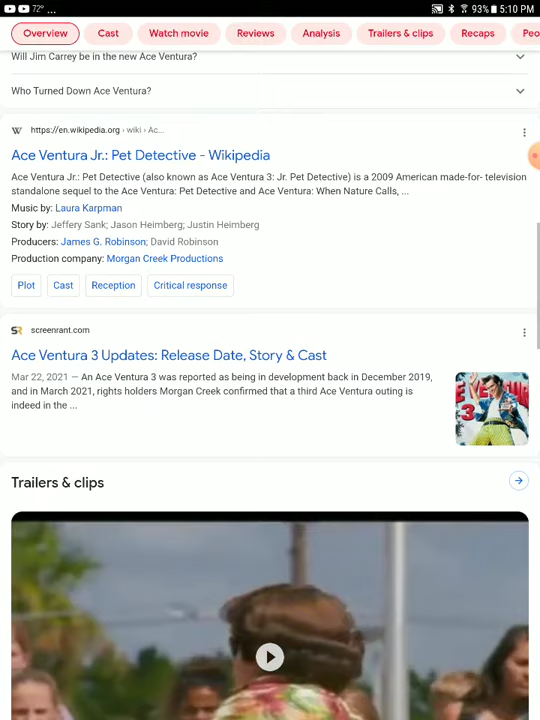 72° ...
93% 5:10 PM
Overview Cast Watch movie Reviews Analysis Trailers & clips Recaps Peo
Will Jim Carrey be in the new Ace Ventura?
Who Turned Down Ace Ventura?
W https://en.wikipedia.org › wiki › Ac...
Ace Ventura Jr.: Pet Detective - Wikipedia
Ace Ventura Jr.: Pet Detective (also known as Ace Ventura 3: Jr. Pet Detective) is a 2009 American made-for- television
standalone sequel to the Ace Ventura: Pet Detective and Ace Ventura: When Nature Calls, ...
Music by: Laura Karpman
Story by: Jeffery Sank; Jason Heimberg; Justin Heimberg
Producers: James G. Robinson; David Robinson
Production company: Morgan Creek Productions
Plot Cast Reception Critical response
SR screenrant.com
Ace Ventura 3 Updates: Release Date, Story & Cast
Mar 22, 2021 — An Ace Ventura 3 was reported as being in development back in December 2019,
and in March 2021, rights holders Morgan Creek confirmed that a third Ace Ventura outing is
indeed in the ...
3
Trailers & clips